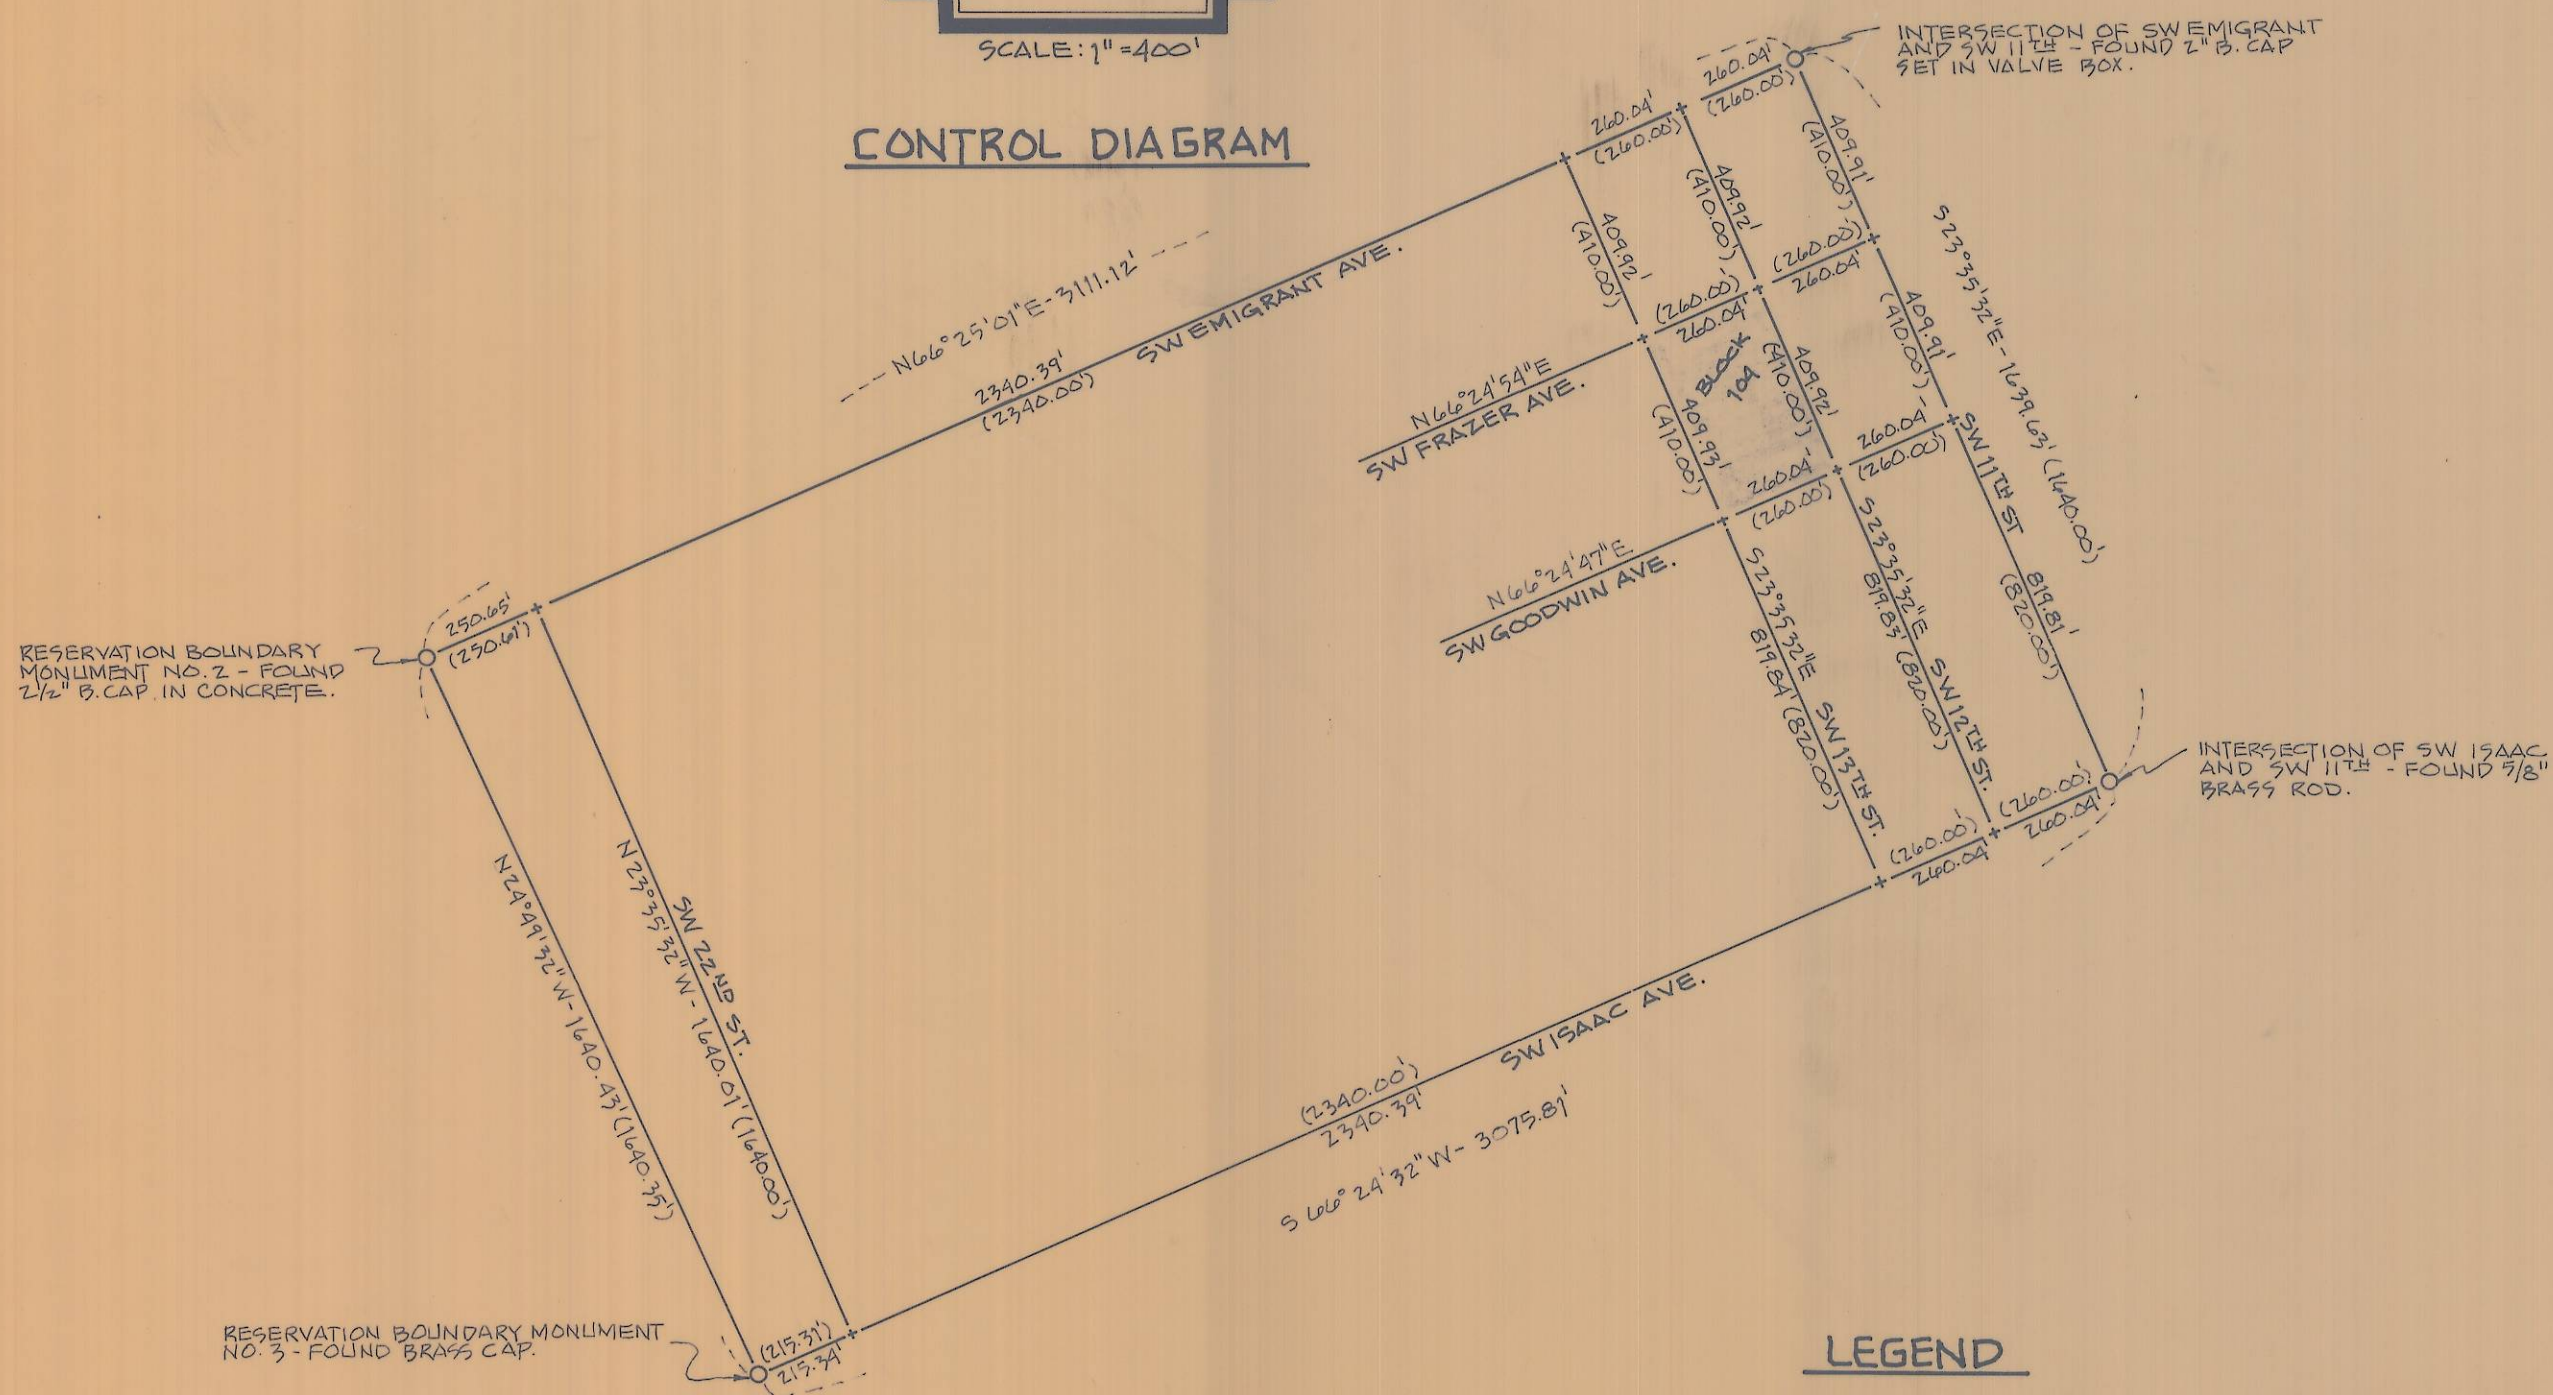 SCALE: 1"=400'
CONTROL DIAGRAM
INTERSECTION OF SW EMIGRANT
AND SW 11TH - FOUND 2" B. CAP
SET IN VALVE BOX.
260.04'
(260.00')
260.04'
(260.00')
N66°25'01"E - 3111.12'
2340.39'
(2340.00')
SW EMIGRANT AVE.
409.92'
(410.00')
409.92'
(410.00')
409.91'
(410.00')
S23°35'32"E - 1639.63' (1640.00')
(260.00')
260.04'
(260.00')
260.04'
N66°24'54"E
SW FRAZER AVE.
BLOCK
104
409.93'
(410.00')
409.92'
(410.00')
409.91'
(410.00')
260.04
(260.00')
260.04
(260.00')
N66°24'47"E
SW GOODWIN AVE.
S23°35'32"E SW 13TH ST.
819.84' (820.00')
S23°35'32"E SW 12TH ST.
819.83' (820.00')
SW 11TH ST 819.81'
(820.00')
250.65'
(250.61')
RESERVATION BOUNDARY
MONUMENT NO. 2 - FOUND
2 1/2" B. CAP. IN CONCRETE.
INTERSECTION OF SW ISAAC
AND SW 11TH - FOUND 5/8"
BRASS ROD.
(260.00')
260.04'
(260.00')
260.04'
N24°49'32"W - 1640.43' (1640.35')
SW 22ND ST.
N23°35'32"W - 1640.01' (1640.00')
SW ISAAC AVE.
(2340.00')
2340.39'
S 66°24'32"W - 3075.81'
RESERVATION BOUNDARY MONUMENT
NO. 3 - FOUND BRASS CAP.
(215.31')
215.34'
LEGEND